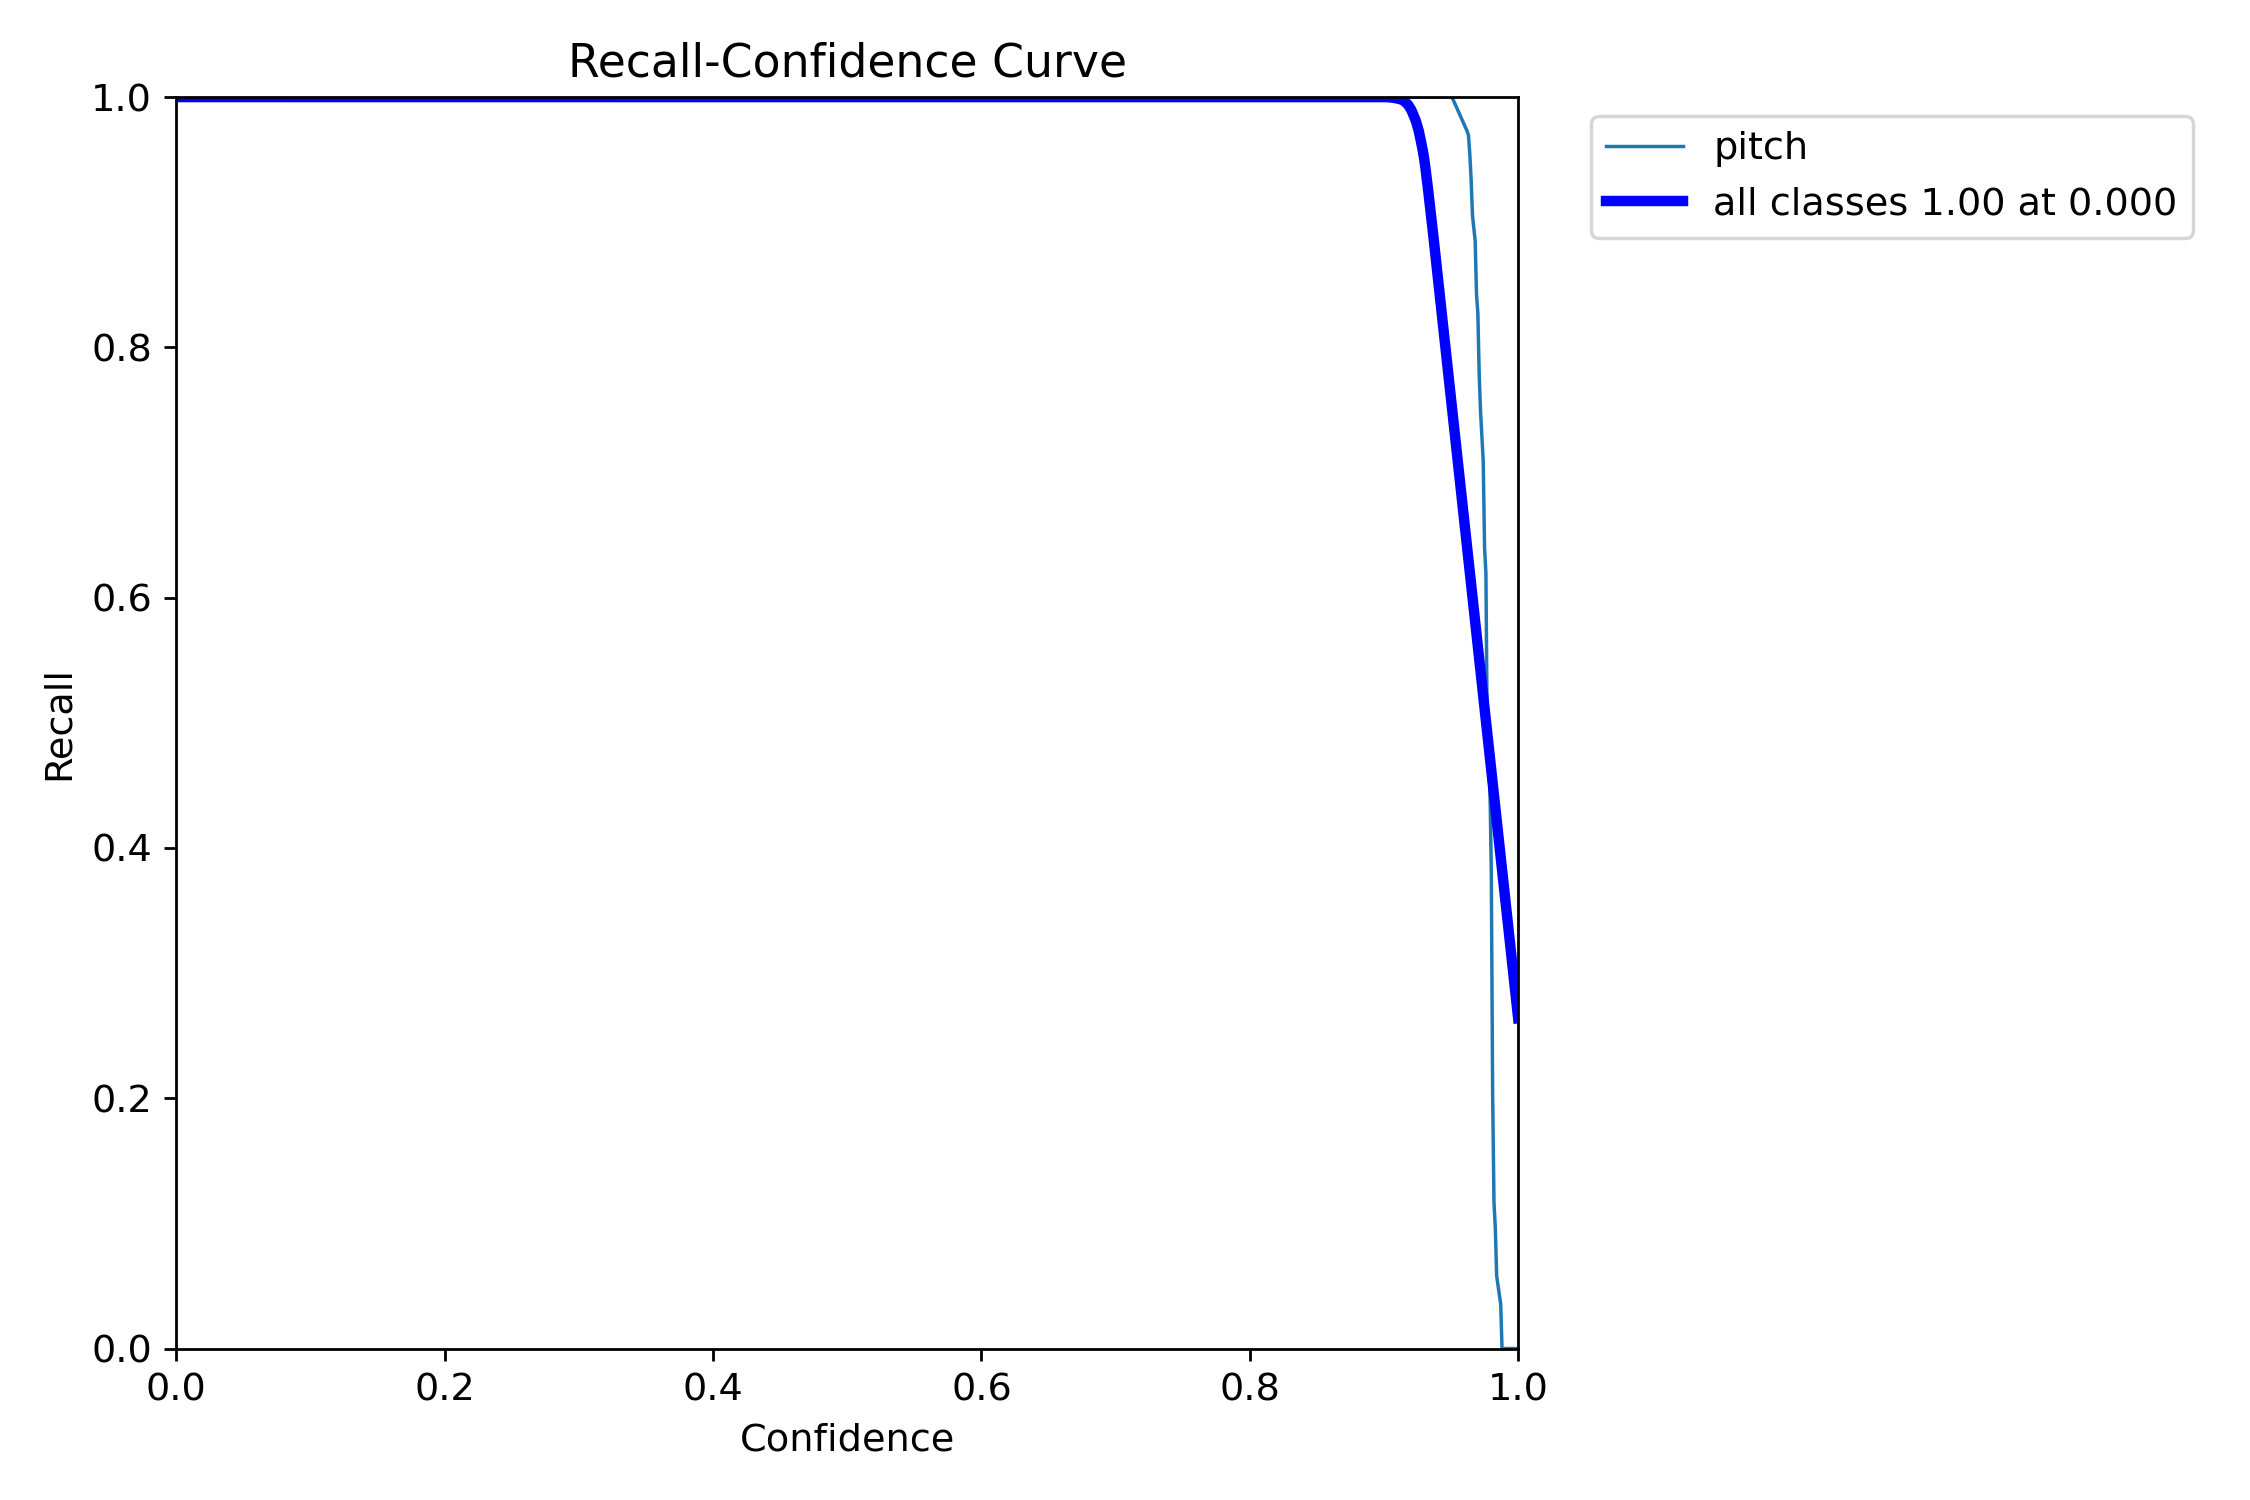 Recall-Confidence Curve
1.0
0.8
0.6
0.4
0.2
0.0
Recall
0.0 0.2 0.4 0.6 0.8 1.0
Confidence
pitch
all classes 1.00 at 0.000